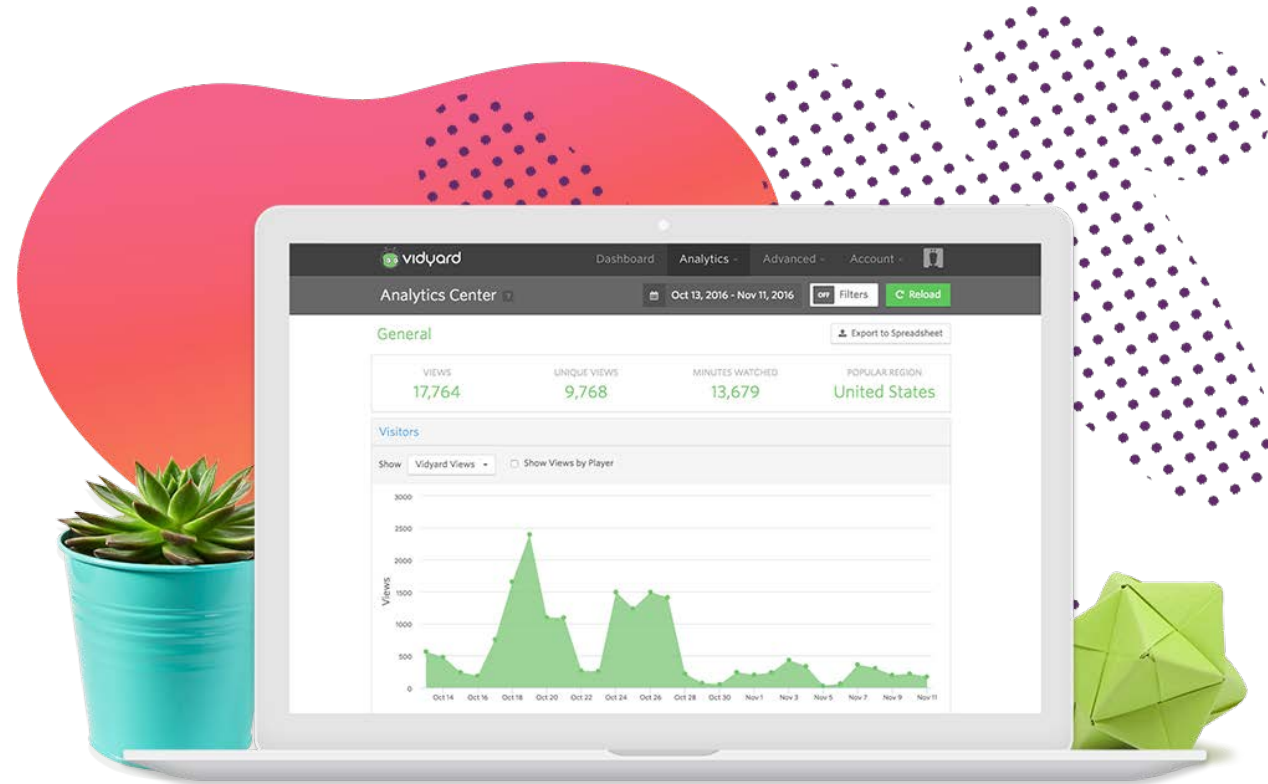 vidyard
Dashboard Analytics Advanced Account
Analytics Center ?
Oct 13, 2016 - Nov 11, 2016 OFF Filters Reload
General
Export to Spreadsheet
VIEWS UNIQUE VIEWS MINUTES WATCHED POPULAR REGION
17,764 9,768 13,679 United States
Visitors
Show Vidyard Views Show Views by Player
3000
2500
2000
1500
1000
500
0
Views
Oct 14 Oct 16 Oct 18 Oct 20 Oct 22 Oct 24 Oct 26 Oct 28 Oct 30 Nov 1 Nov 3 Nov 5 Nov 7 Nov 9 Nov 11